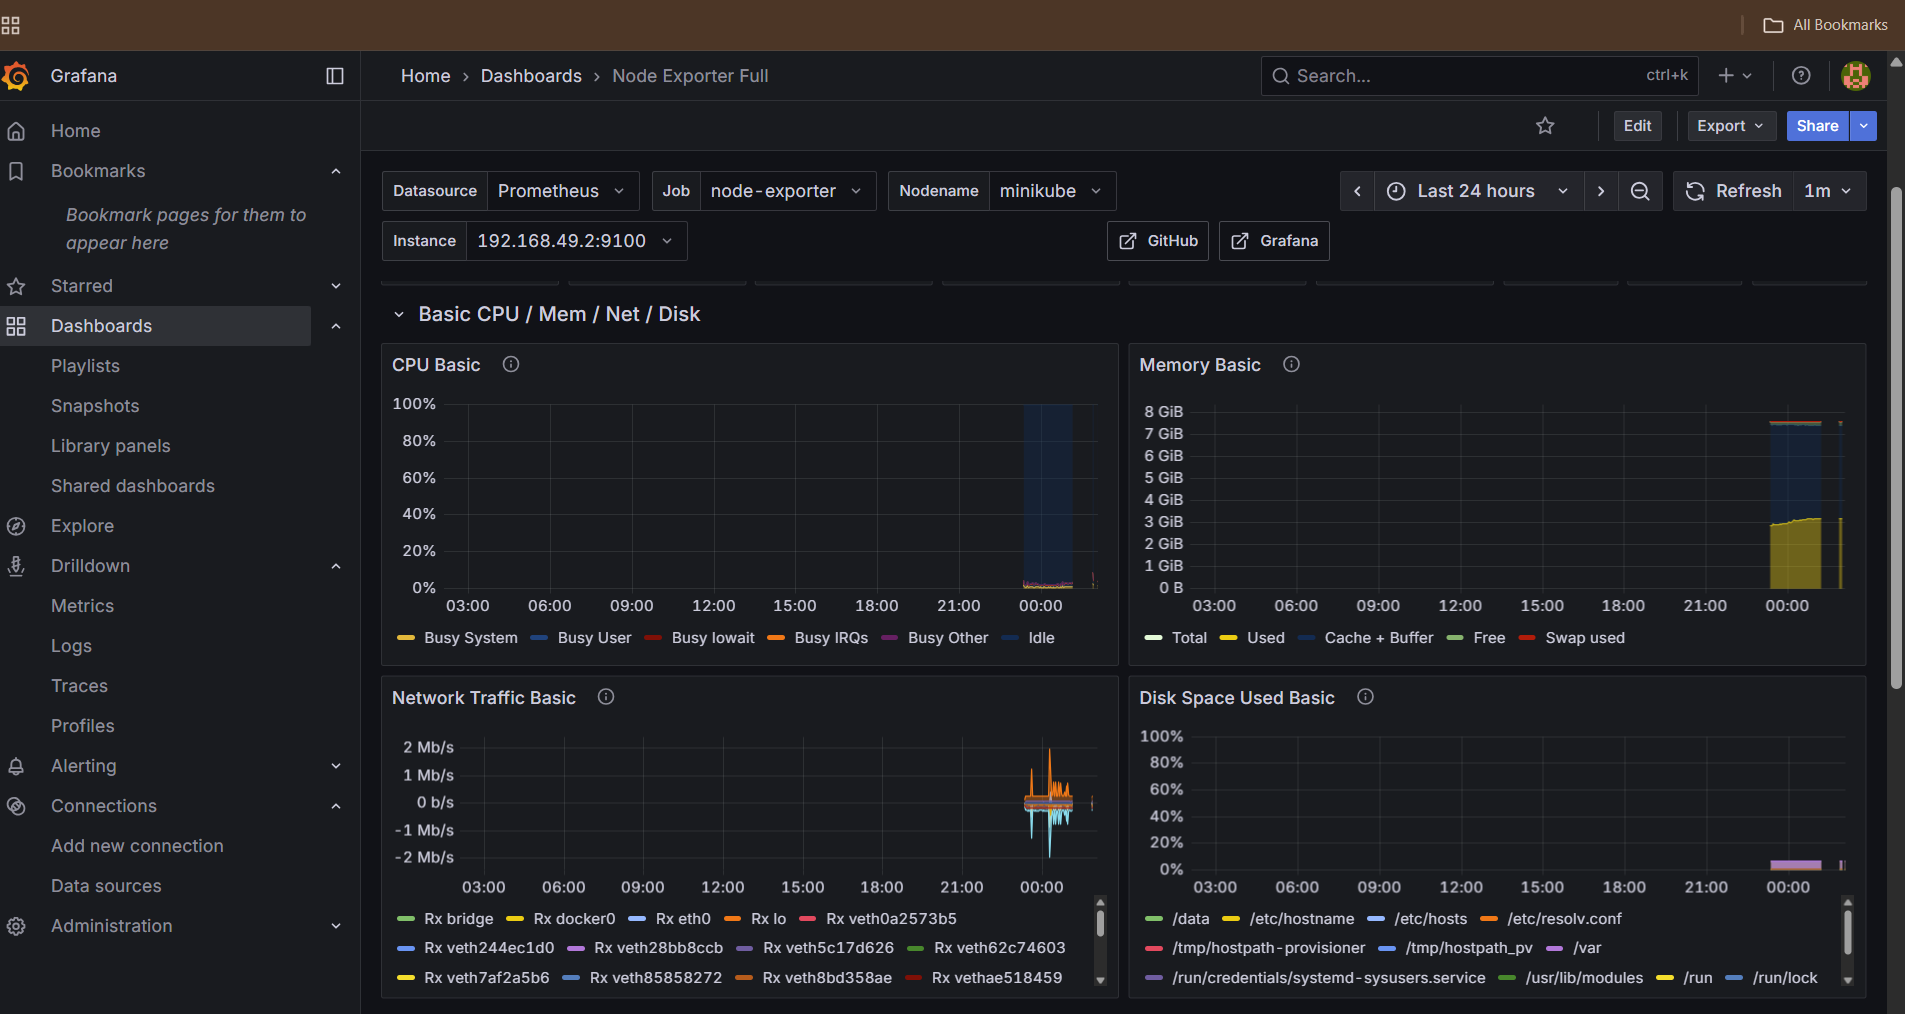 All Bookmarks
Grafana
Home › Dashboards › Node Exporter Full
Search...
ctrl+k
Edit
Export
Share
Home
Bookmarks
Bookmark pages for them to
appear here
Starred
Dashboards
Playlists
Snapshots
Library panels
Shared dashboards
Explore
Drilldown
Metrics
Logs
Traces
Profiles
Alerting
Connections
Add new connection
Data sources
Administration
Datasource Prometheus
Job node-exporter
Nodename minikube
Last 24 hours
Refresh 1m
Instance 192.168.49.2:9100
GitHub
Grafana
Basic CPU / Mem / Net / Disk
CPU Basic
100%
80%
60%
40%
20%
0%
03:00 06:00 09:00 12:00 15:00 18:00 21:00 00:00
Busy System Busy User Busy Iowait Busy IRQs Busy Other Idle
Memory Basic
8 GiB
7 GiB
6 GiB
5 GiB
4 GiB
3 GiB
2 GiB
1 GiB
0 B
03:00 06:00 09:00 12:00 15:00 18:00 21:00 00:00
Total Used Cache + Buffer Free Swap used
Network Traffic Basic
2 Mb/s
1 Mb/s
0 b/s
-1 Mb/s
-2 Mb/s
03:00 06:00 09:00 12:00 15:00 18:00 21:00 00:00
Rx bridge Rx docker0 Rx eth0 Rx lo Rx veth0a2573b5
Rx veth244ec1d0 Rx veth28bb8ccb Rx veth5c17d626 Rx veth62c74603
Rx veth7af2a5b6 Rx veth85858272 Rx veth8bd358ae Rx vethae518459
Disk Space Used Basic
100%
80%
60%
40%
20%
0%
03:00 06:00 09:00 12:00 15:00 18:00 21:00 00:00
/data /etc/hostname /etc/hosts /etc/resolv.conf
/tmp/hostpath-provisioner /tmp/hostpath_pv /var
/run/credentials/systemd-sysusers.service /usr/lib/modules /run /run/lock